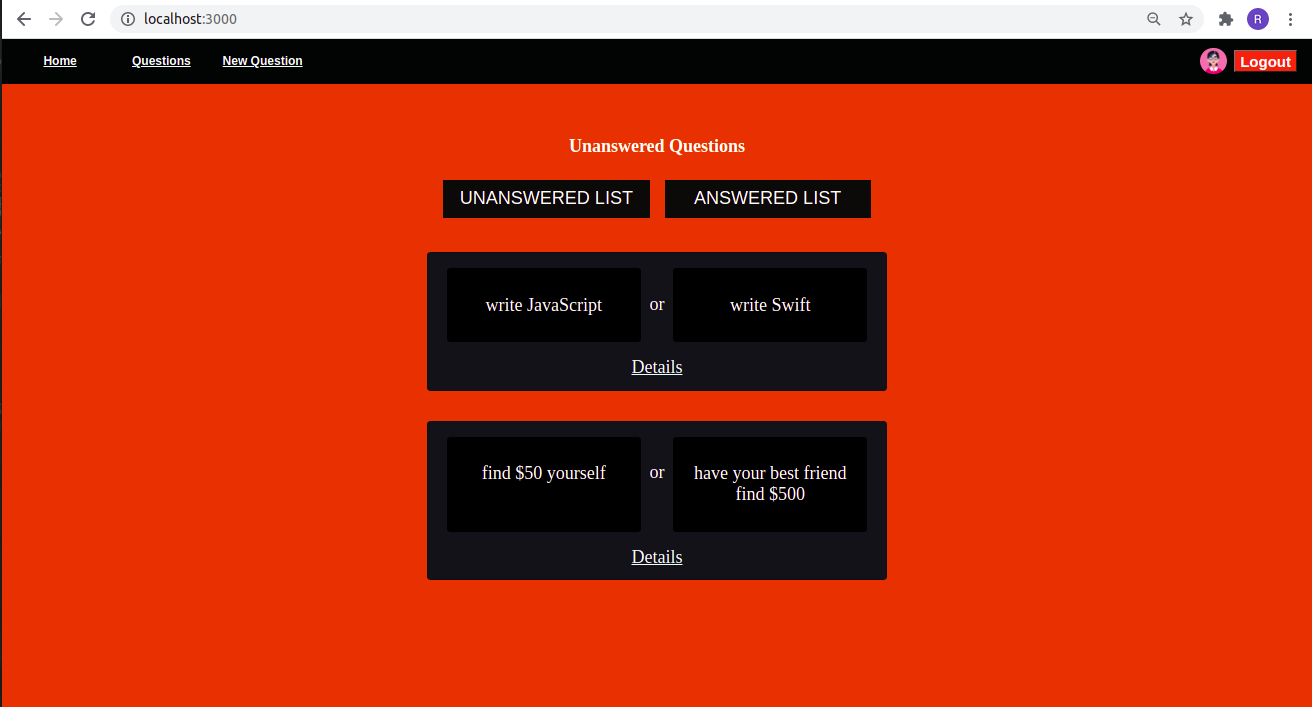 localhost:3000
R
Home Questions New Question Logout
Unanswered Questions
UNANSWERED LIST ANSWERED LIST
write JavaScript or write Swift
Details
find $50 yourself or have your best friend
find $500
Details